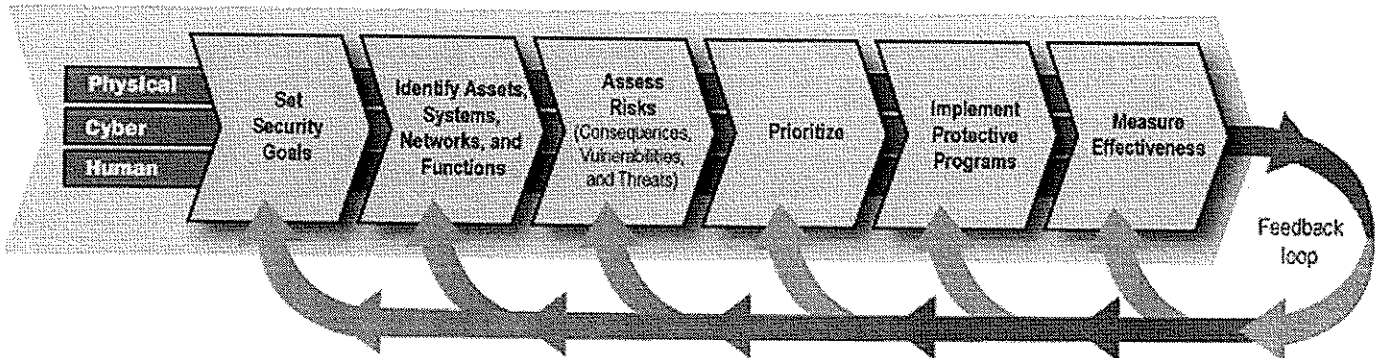 Physical
Cyber
Human
Set
Security
Goals
Identify Assets,
Systems,
Networks, and
Functions
Assess
Risks
(Consequences,
Vulnerabilities,
and Threats)
Prioritize
Implement
Protective
Programs
Measure
Effectiveness
Feedback
loop